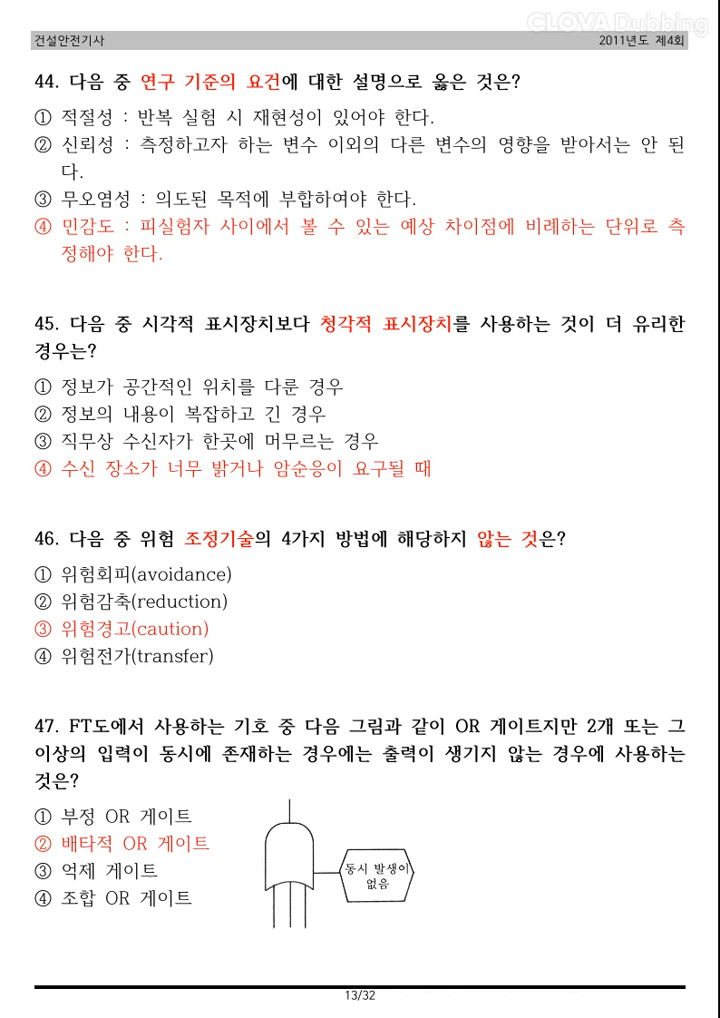 CLOVA Dubbing
건설안전기사 2011년도 제4회
44. 다음 중 연구 기준의 요건에 대한 설명으로 옳은 것은?
① 적절성 : 반복 실험 시 재현성이 있어야 한다.
② 신뢰성 : 측정하고자 하는 변수 이외의 다른 변수의 영향을 받아서는 안 된
다.
③ 무오염성 : 의도된 목적에 부합하여야 한다.
④ 민감도 : 피실험자 사이에서 볼 수 있는 예상 차이점에 비례하는 단위로 측
정해야 한다.
45. 다음 중 시각적 표시장치보다 청각적 표시장치를 사용하는 것이 더 유리한
경우는?
① 정보가 공간적인 위치를 다룬 경우
② 정보의 내용이 복잡하고 긴 경우
③ 직무상 수신자가 한곳에 머무르는 경우
④ 수신 장소가 너무 밝거나 암순응이 요구될 때
46. 다음 중 위험 조정기술의 4가지 방법에 해당하지 않는 것은?
① 위험회피(avoidance)
② 위험감축(reduction)
③ 위험경고(caution)
④ 위험전가(transfer)
47. FT도에서 사용하는 기호 중 다음 그림과 같이 OR 게이트지만 2개 또는 그
이상의 입력이 동시에 존재하는 경우에는 출력이 생기지 않는 경우에 사용하는
것은?
① 부정 OR 게이트
② 배타적 OR 게이트
③ 억제 게이트
④ 조합 OR 게이트
동시 발생이
없음
13/32